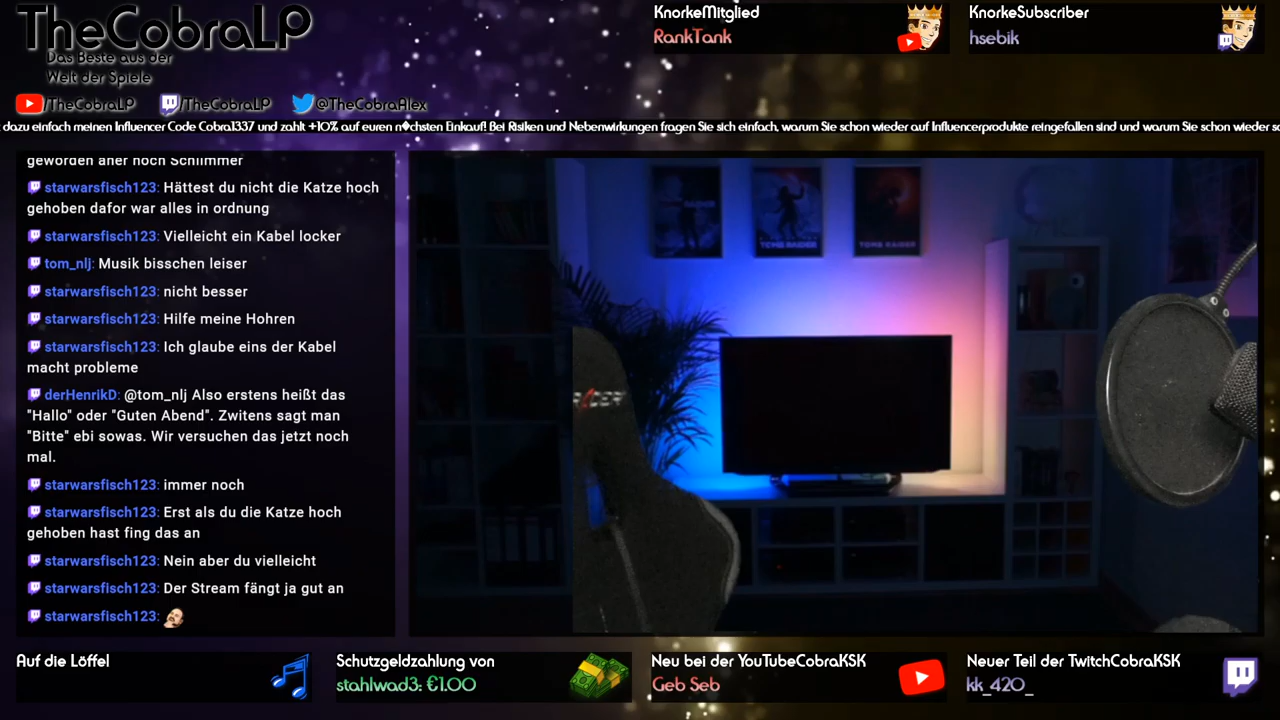 TheCobraLP
Das Beste aus der
Welt der Spiele
/TheCobraLP /TheCobraLP @TheCobraAlex
KnorkeMitglied
RankTank
KnorkeSubscriber
hsebik
dazu einfach meinen Influencer Code Cobra1337 und zahlt +10% auf euren n�chsten Einkauf! Bei Risiken und Nebenwirkungen fragen Sie sich einfach, warum Sie schon wieder auf Influencerprodukte reingefallen sind und warum Sie schon wieder
geworden aner noch Schlimmer
starwarsfisch123: Hättest du nicht die Katze hoch
gehoben dafor war alles in ordnung
starwarsfisch123: Vielleicht ein Kabel locker
tom_nlj: Musik bisschen leiser
starwarsfisch123: nicht besser
starwarsfisch123: Hilfe meine Hohren
starwarsfisch123: Ich glaube eins der Kabel
macht probleme
derHenrikD: @tom_nlj Also erstens heißt das
"Hallo" oder "Guten Abend". Zwitens sagt man
"Bitte" ebi sowas. Wir versuchen das jetzt noch
mal.
starwarsfisch123: immer noch
starwarsfisch123: Erst als du die Katze hoch
gehoben hast fing das an
starwarsfisch123: Nein aber du vielleicht
starwarsfisch123: Der Stream fängt ja gut an
starwarsfisch123:
TOMB RAIDER
TOMB RAIDER
Auf die Löffel
Schutzgeldzahlung von
stahlwad3: €1.00
Neu bei der YouTubeCobraKSK
Geb Seb
Neuer Teil der TwitchCobraKSK
kk_420_